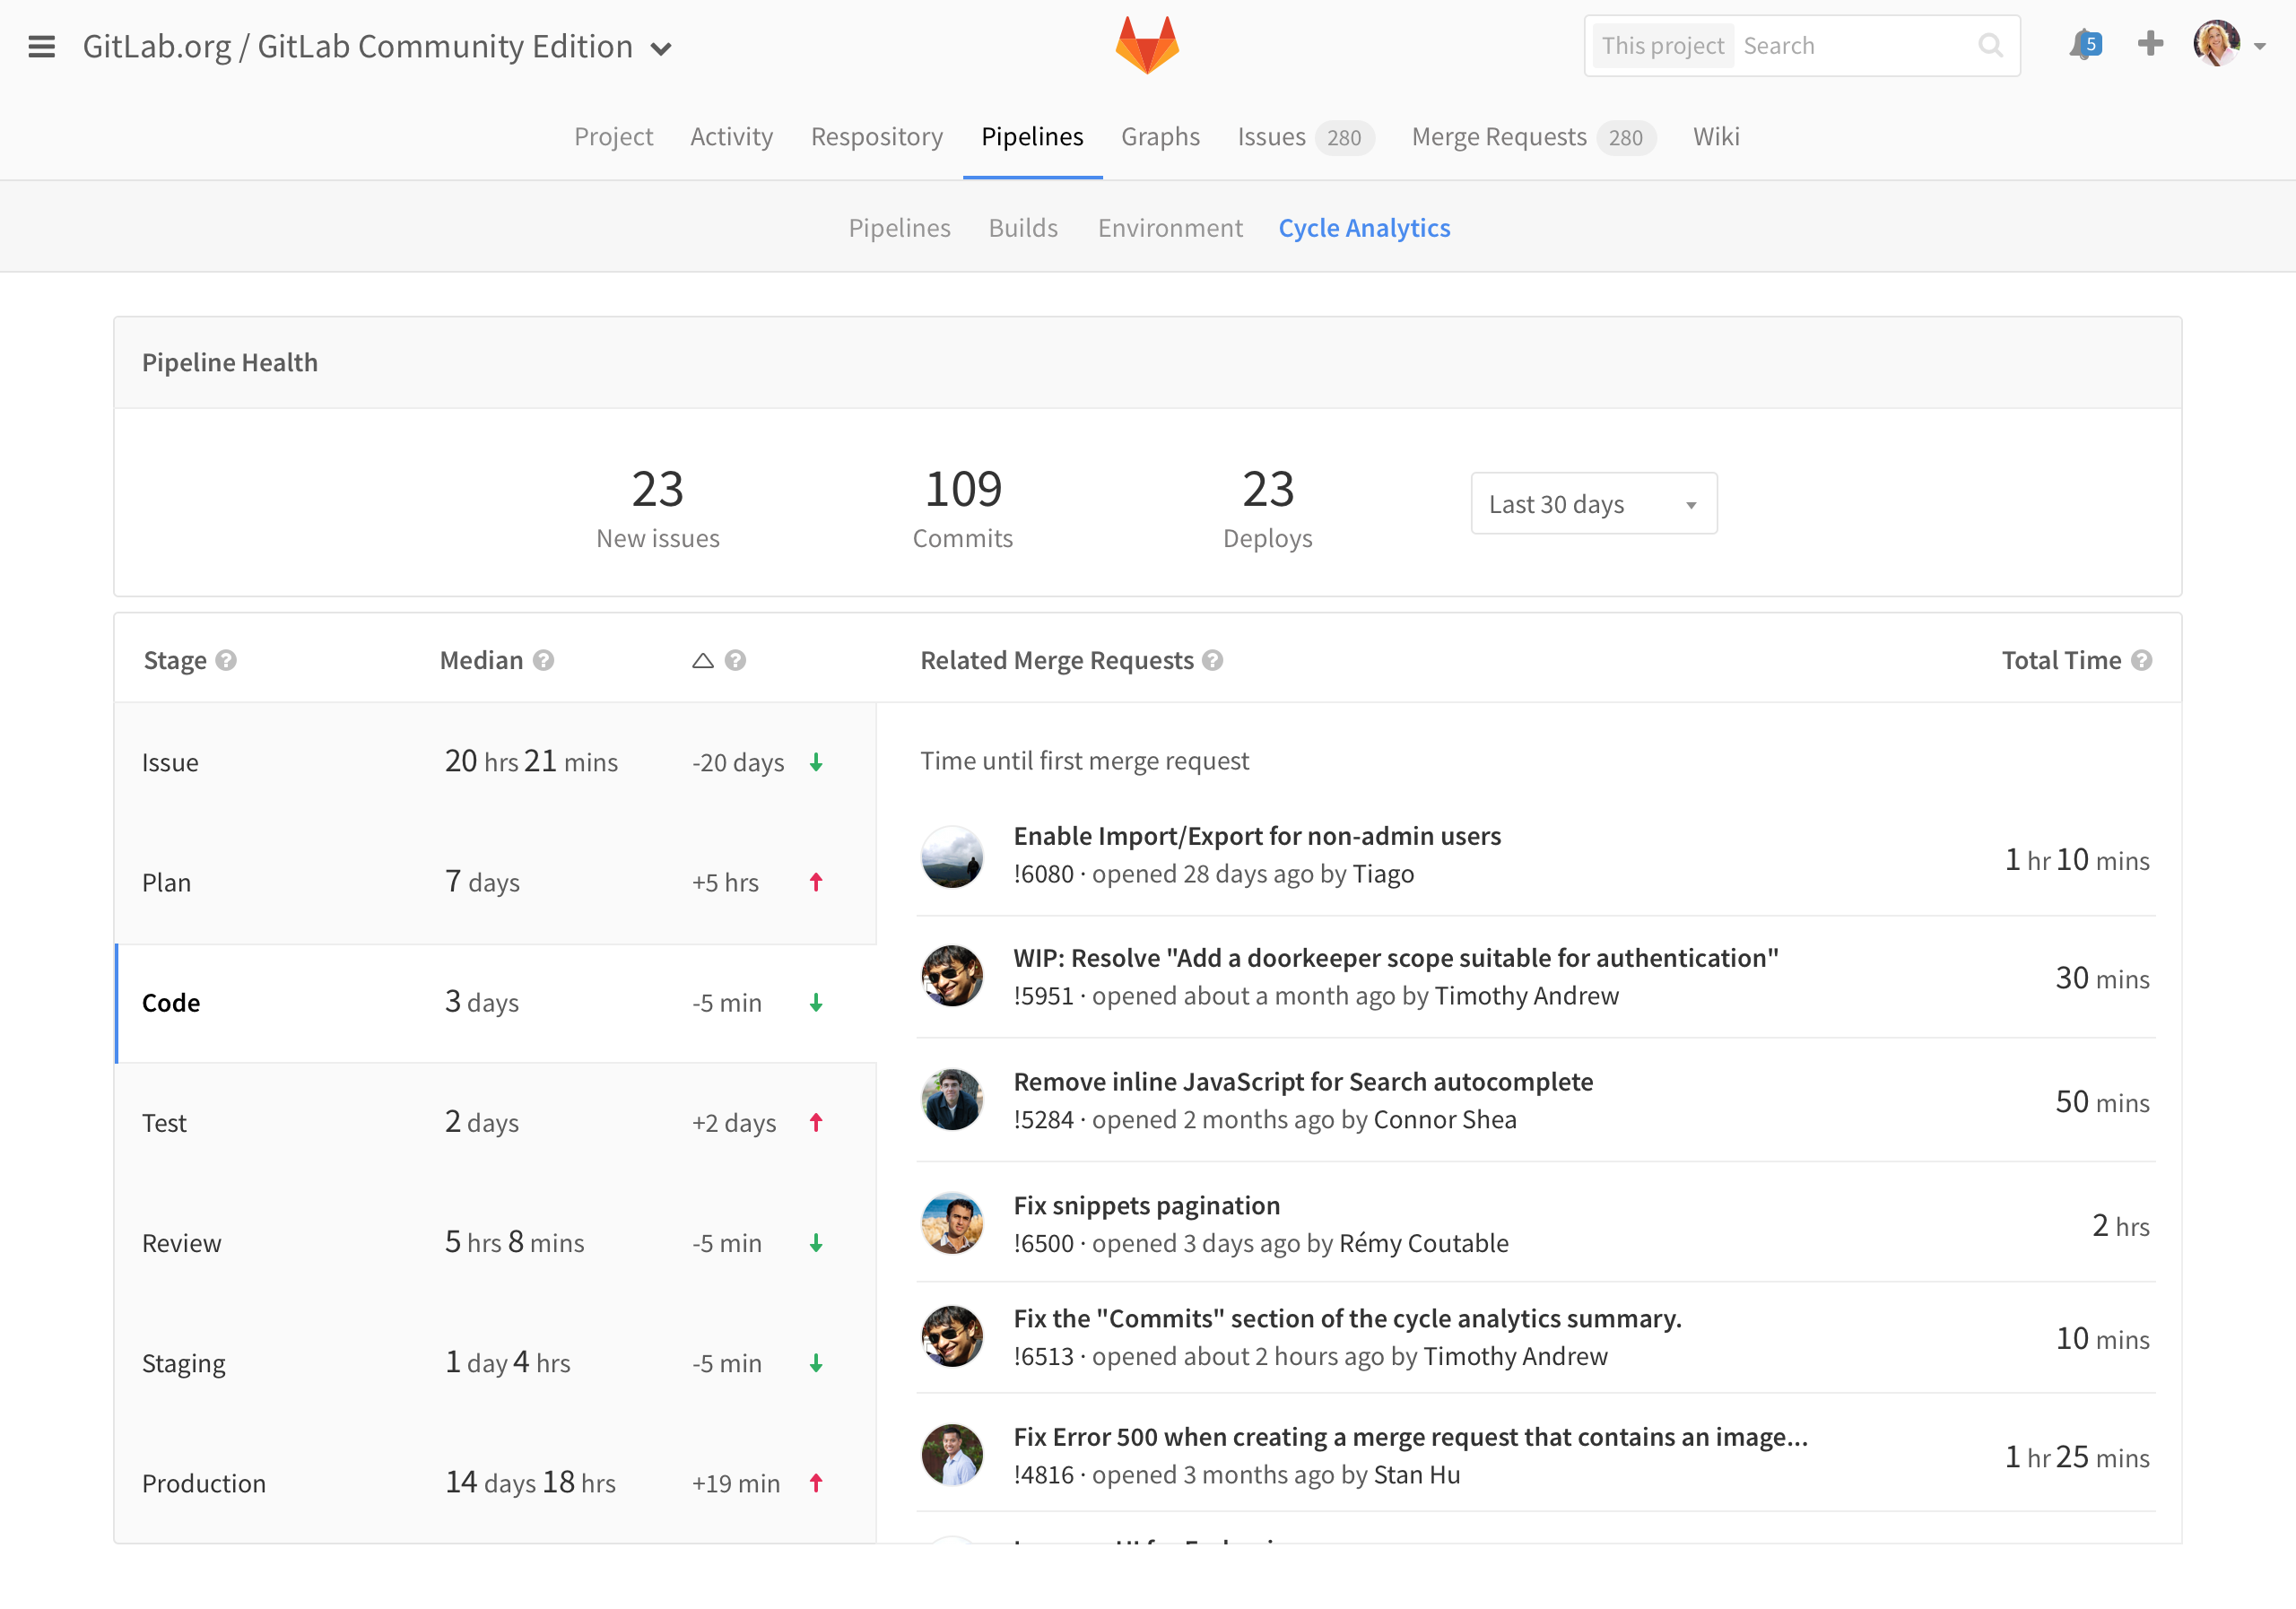 GitLab.org / GitLab Community Edition
This project Search
5
Project Activity Respository Pipelines Graphs Issues 280 Merge Requests 280 Wiki
Pipelines Builds Environment Cycle Analytics
Pipeline Health
23 109 23
Last 30 days
New issues Commits Deploys
Stage ? Median ? △ ? Related Merge Requests ? Total Time ?
Issue 20 hrs 21 mins -20 days
Plan 7 days +5 hrs
Code 3 days -5 min
Test 2 days +2 days
Review 5 hrs 8 mins -5 min
Staging 1 day 4 hrs -5 min
Production 14 days 18 hrs +19 min
Time until first merge request
Enable Import/Export for non-admin users
!6080 · opened 28 days ago by Tiago
1 hr 10 mins
WIP: Resolve "Add a doorkeeper scope suitable for authentication"
!5951 · opened about a month ago by Timothy Andrew
30 mins
Remove inline JavaScript for Search autocomplete
!5284 · opened 2 months ago by Connor Shea
50 mins
Fix snippets pagination
!6500 · opened 3 days ago by Rémy Coutable
2 hrs
Fix the "Commits" section of the cycle analytics summary.
!6513 · opened about 2 hours ago by Timothy Andrew
10 mins
Fix Error 500 when creating a merge request that contains an image...
!4816 · opened 3 months ago by Stan Hu
1 hr 25 mins